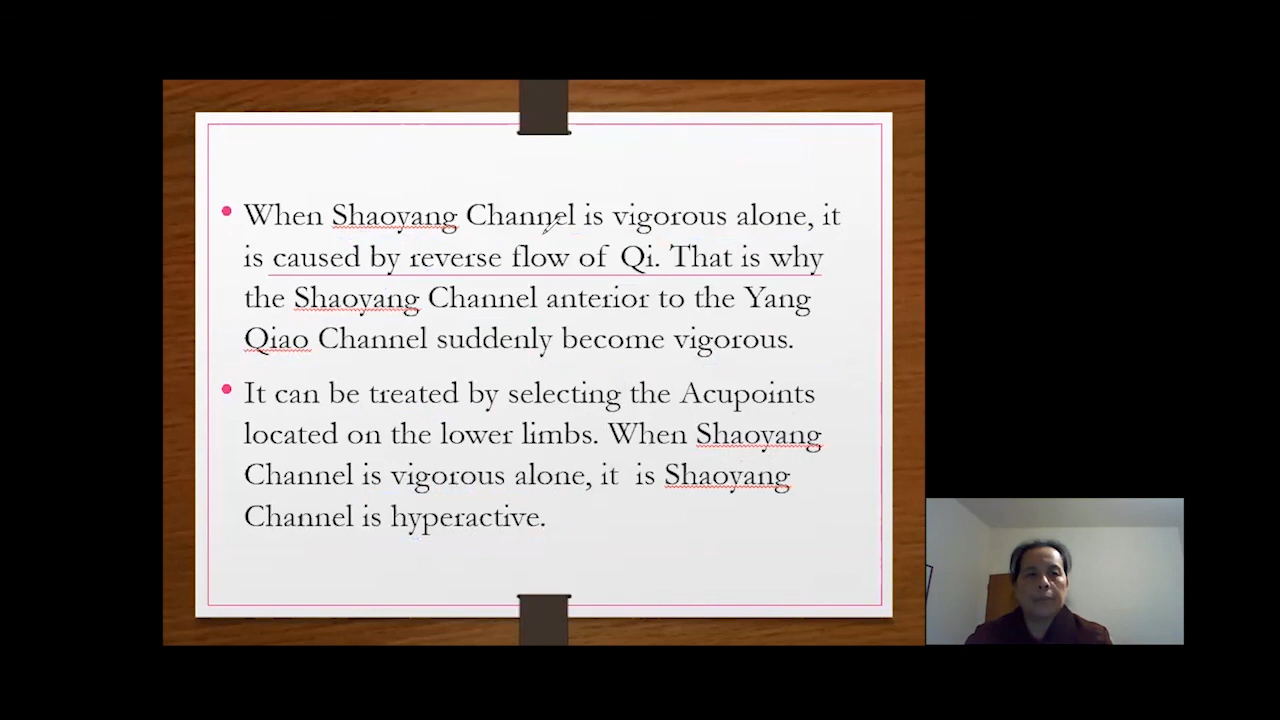 • When Shaoyang Channel is vigorous alone, it
is caused by reverse flow of Qi. That is why
the Shaoyang Channel anterior to the Yang
Qiao Channel suddenly become vigorous.
• It can be treated by selecting the Acupoints
located on the lower limbs. When Shaoyang
Channel is vigorous alone, it is Shaoyang
Channel is hyperactive.